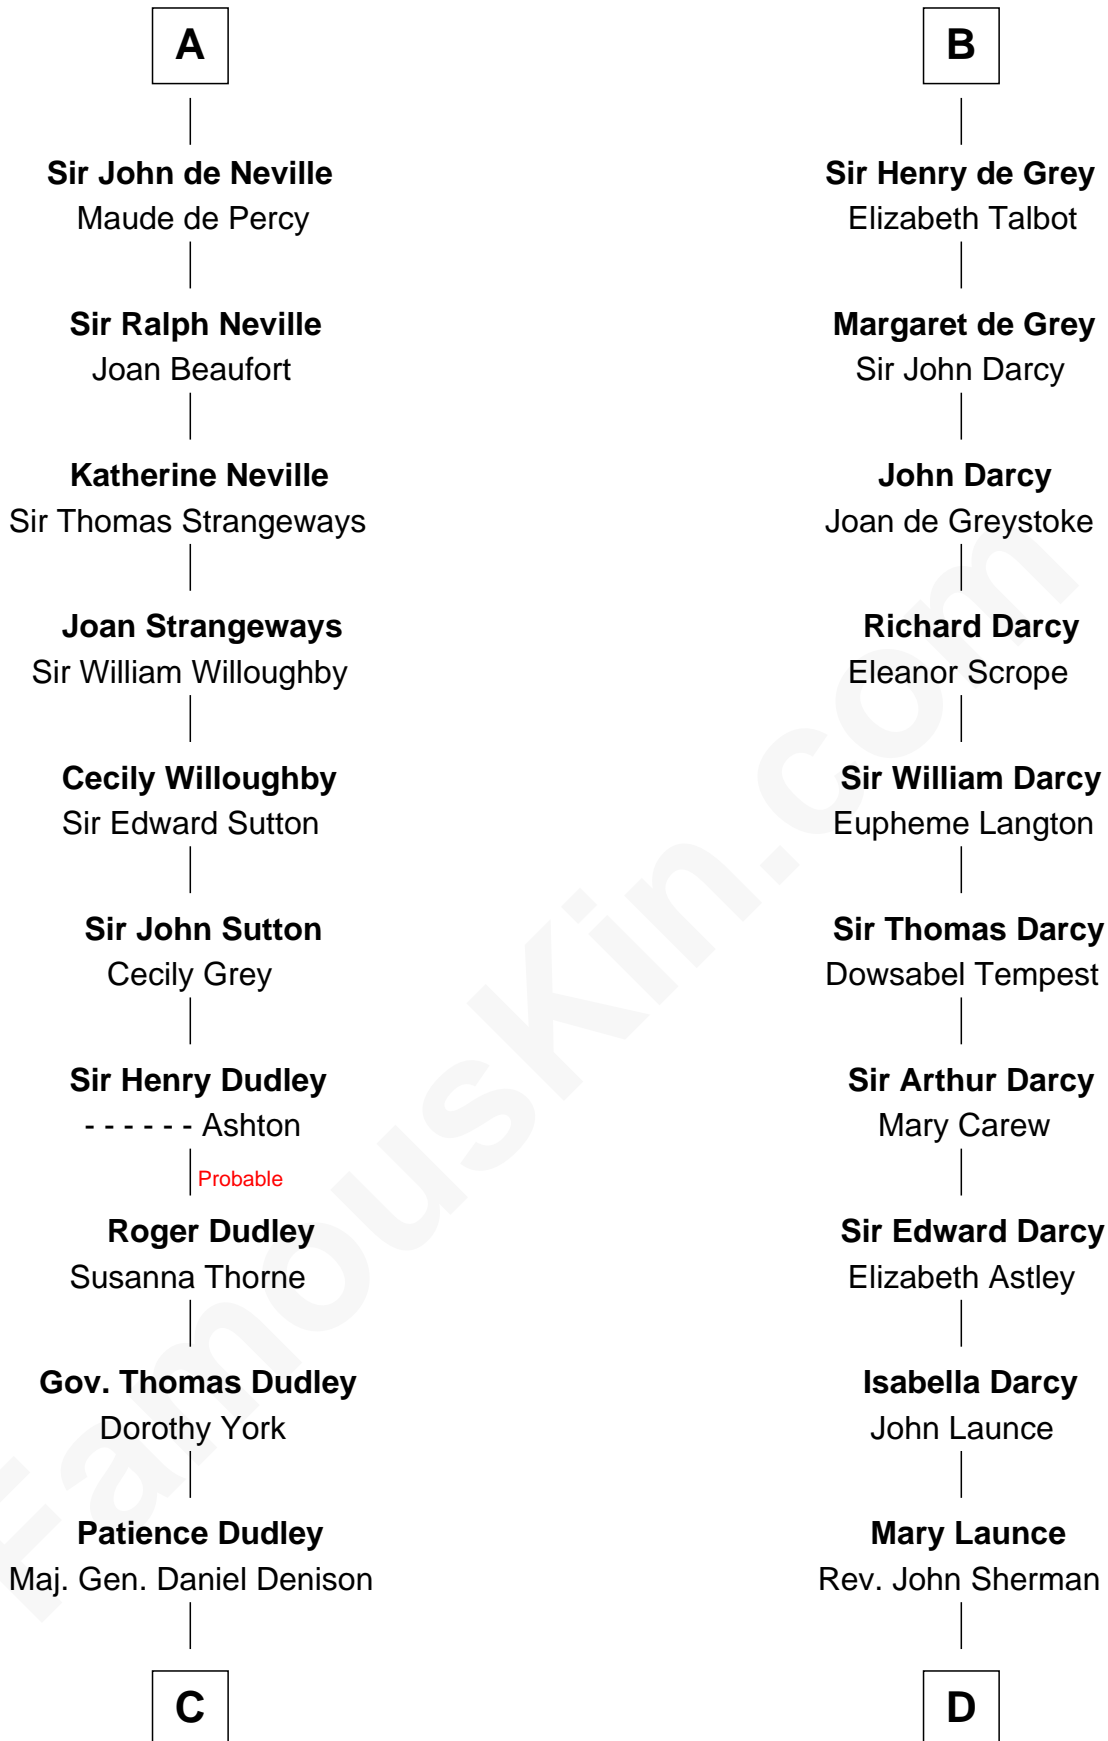 A
Sir John de Neville
Maude de Percy
Sir Ralph Neville
Joan Beaufort
Katherine Neville
Sir Thomas Strangeways
Joan Strangeways
Sir William Willoughby
Cecily Willoughby
Sir Edward Sutton
Sir John Sutton
Cecily Grey
Sir Henry Dudley
- - - - - - Ashton
Probable
Roger Dudley
Susanna Thorne
Gov. Thomas Dudley
Dorothy York
Patience Dudley
Maj. Gen. Daniel Denison
C
B
Sir Henry de Grey
Elizabeth Talbot
Margaret de Grey
Sir John Darcy
John Darcy
Joan de Greystoke
Richard Darcy
Eleanor Scrope
Sir William Darcy
Eupheme Langton
Sir Thomas Darcy
Dowsabel Tempest
Sir Arthur Darcy
Mary Carew
Sir Edward Darcy
Elizabeth Astley
Isabella Darcy
John Launce
Mary Launce
Rev. John Sherman
D
FamousKin.com